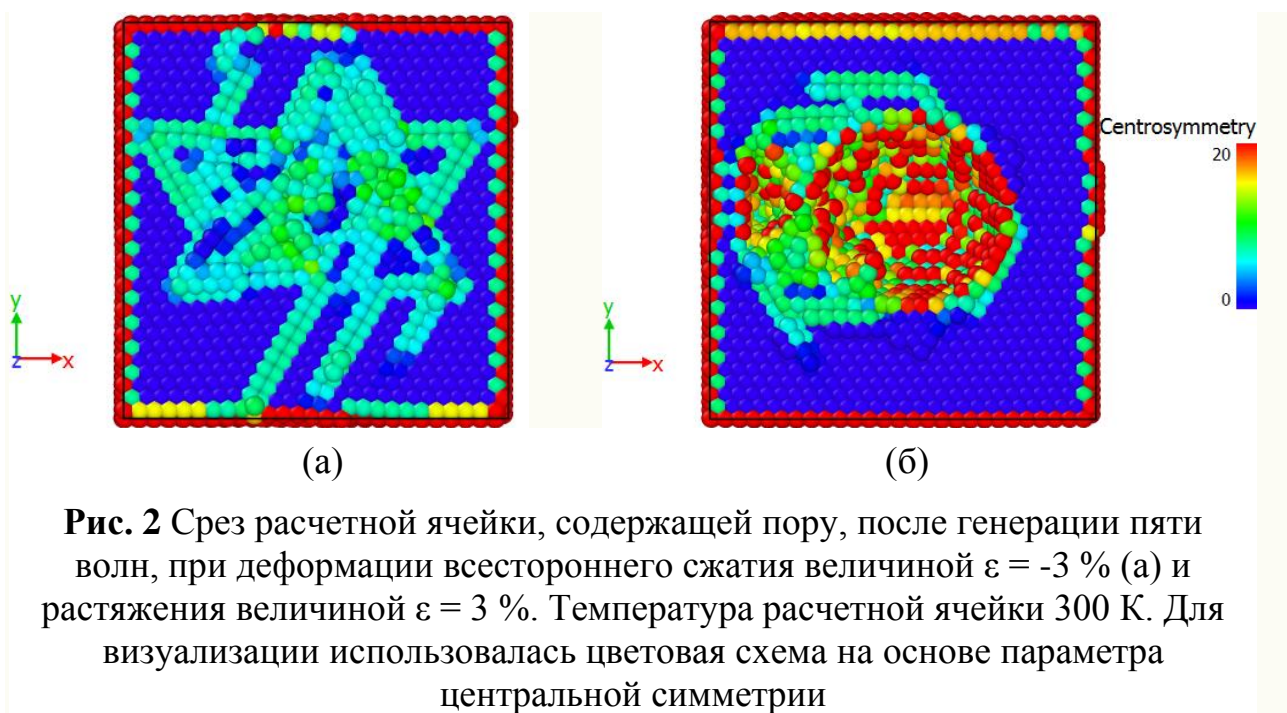 Centrosymmetry
20
0
y
z
x
y
z
x
(а)
(б)
Рис. 2 Срез расчетной ячейки, содержащей пору, после генерации пяти
волн, при деформации всестороннего сжатия величиной ε = -3 % (а) и
растяжения величиной ε = 3 %. Температура расчетной ячейки 300 К. Для
визуализации использовалась цветовая схема на основе параметра
центральной симметрии